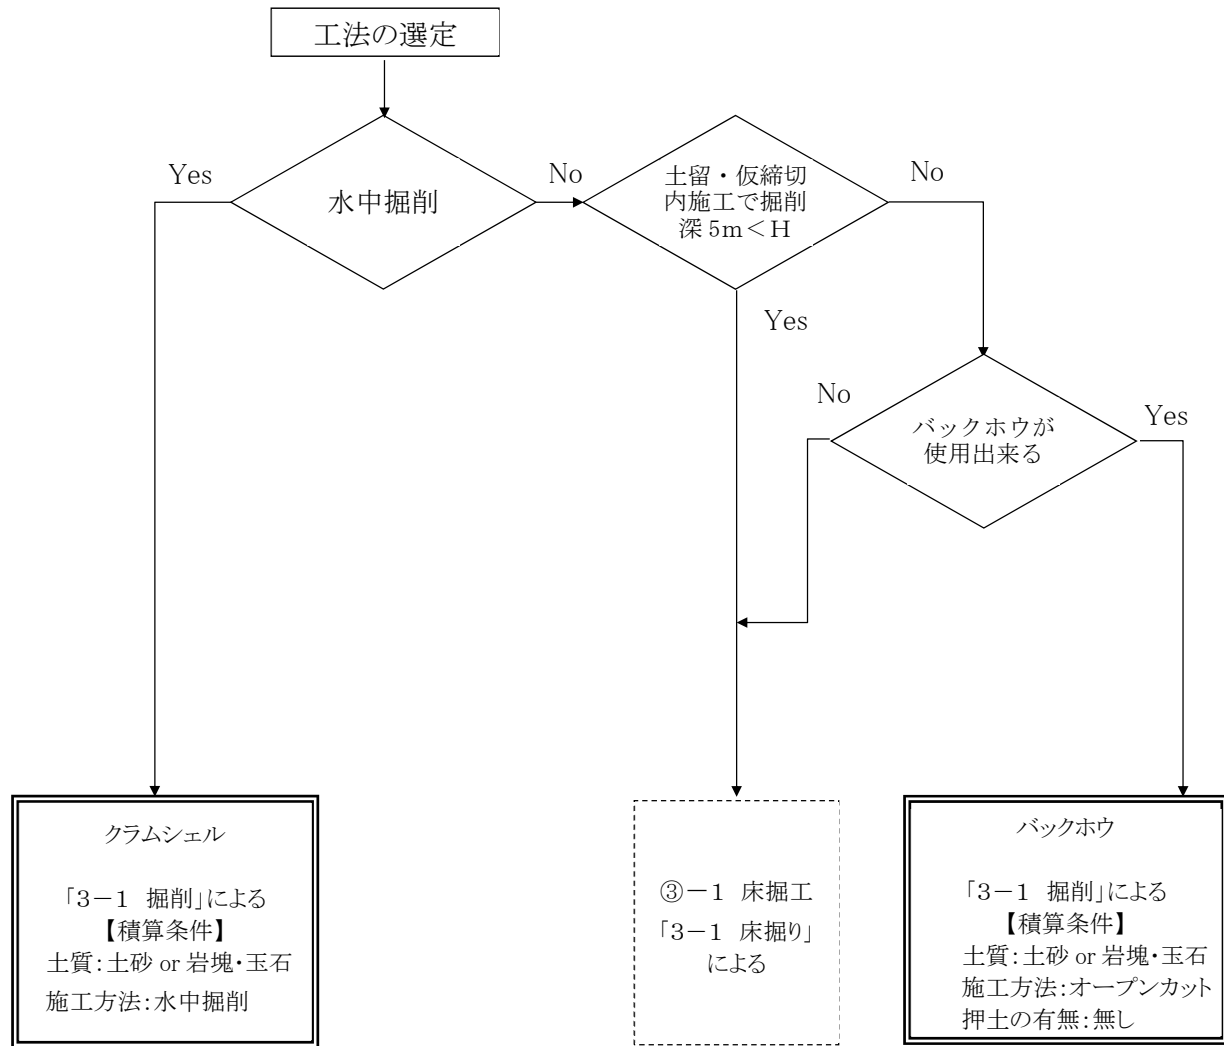 工法の選定
Yes
水中掘削
No
土留・仮締切
内施工で掘削
深 5m<H
No
Yes
No
バックホウが
使用出来る
Yes
クラムシェル
「3-1 掘削」による
【積算条件】
土質:土砂 or 岩塊・玉石
施工方法:水中掘削
③-1 床掘工
「3-1 床掘り」
による
バックホウ
「3-1 掘削」による
【積算条件】
土質:土砂 or 岩塊・玉石
施工方法:オープンカット
押土の有無:無し